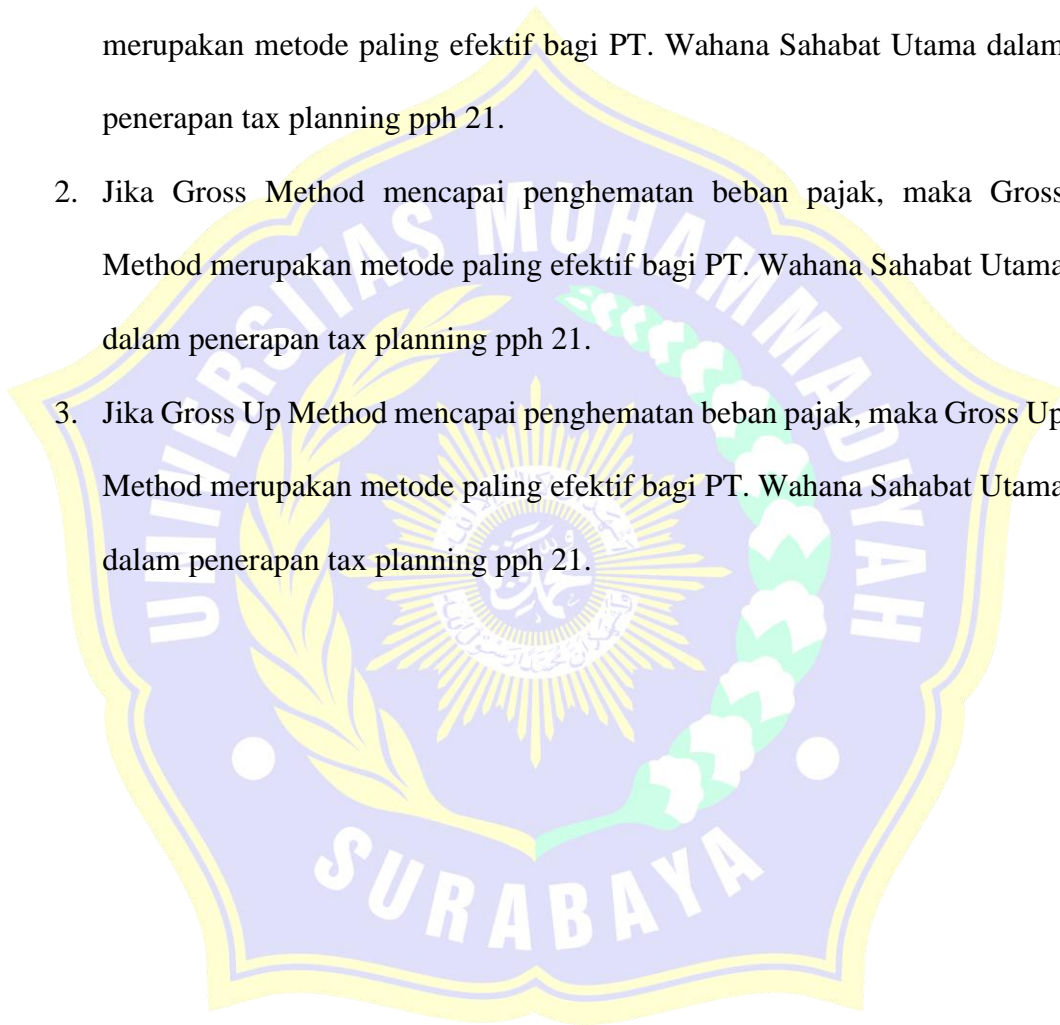 merupakan metode paling efektif bagi PT. Wahana Sahabat Utama dalam
penerapan tax planning pph 21.
2. Jika Gross Method mencapai penghematan beban pajak, maka Gross
Method merupakan metode paling efektif bagi PT. Wahana Sahabat Utama
dalam penerapan tax planning pph 21.
3. Jika Gross Up Method mencapai penghematan beban pajak, maka Gross Up
Method merupakan metode paling efektif bagi PT. Wahana Sahabat Utama
dalam penerapan tax planning pph 21.
UNIVERSITAS MUHAMMADIYAH
SURABAYA